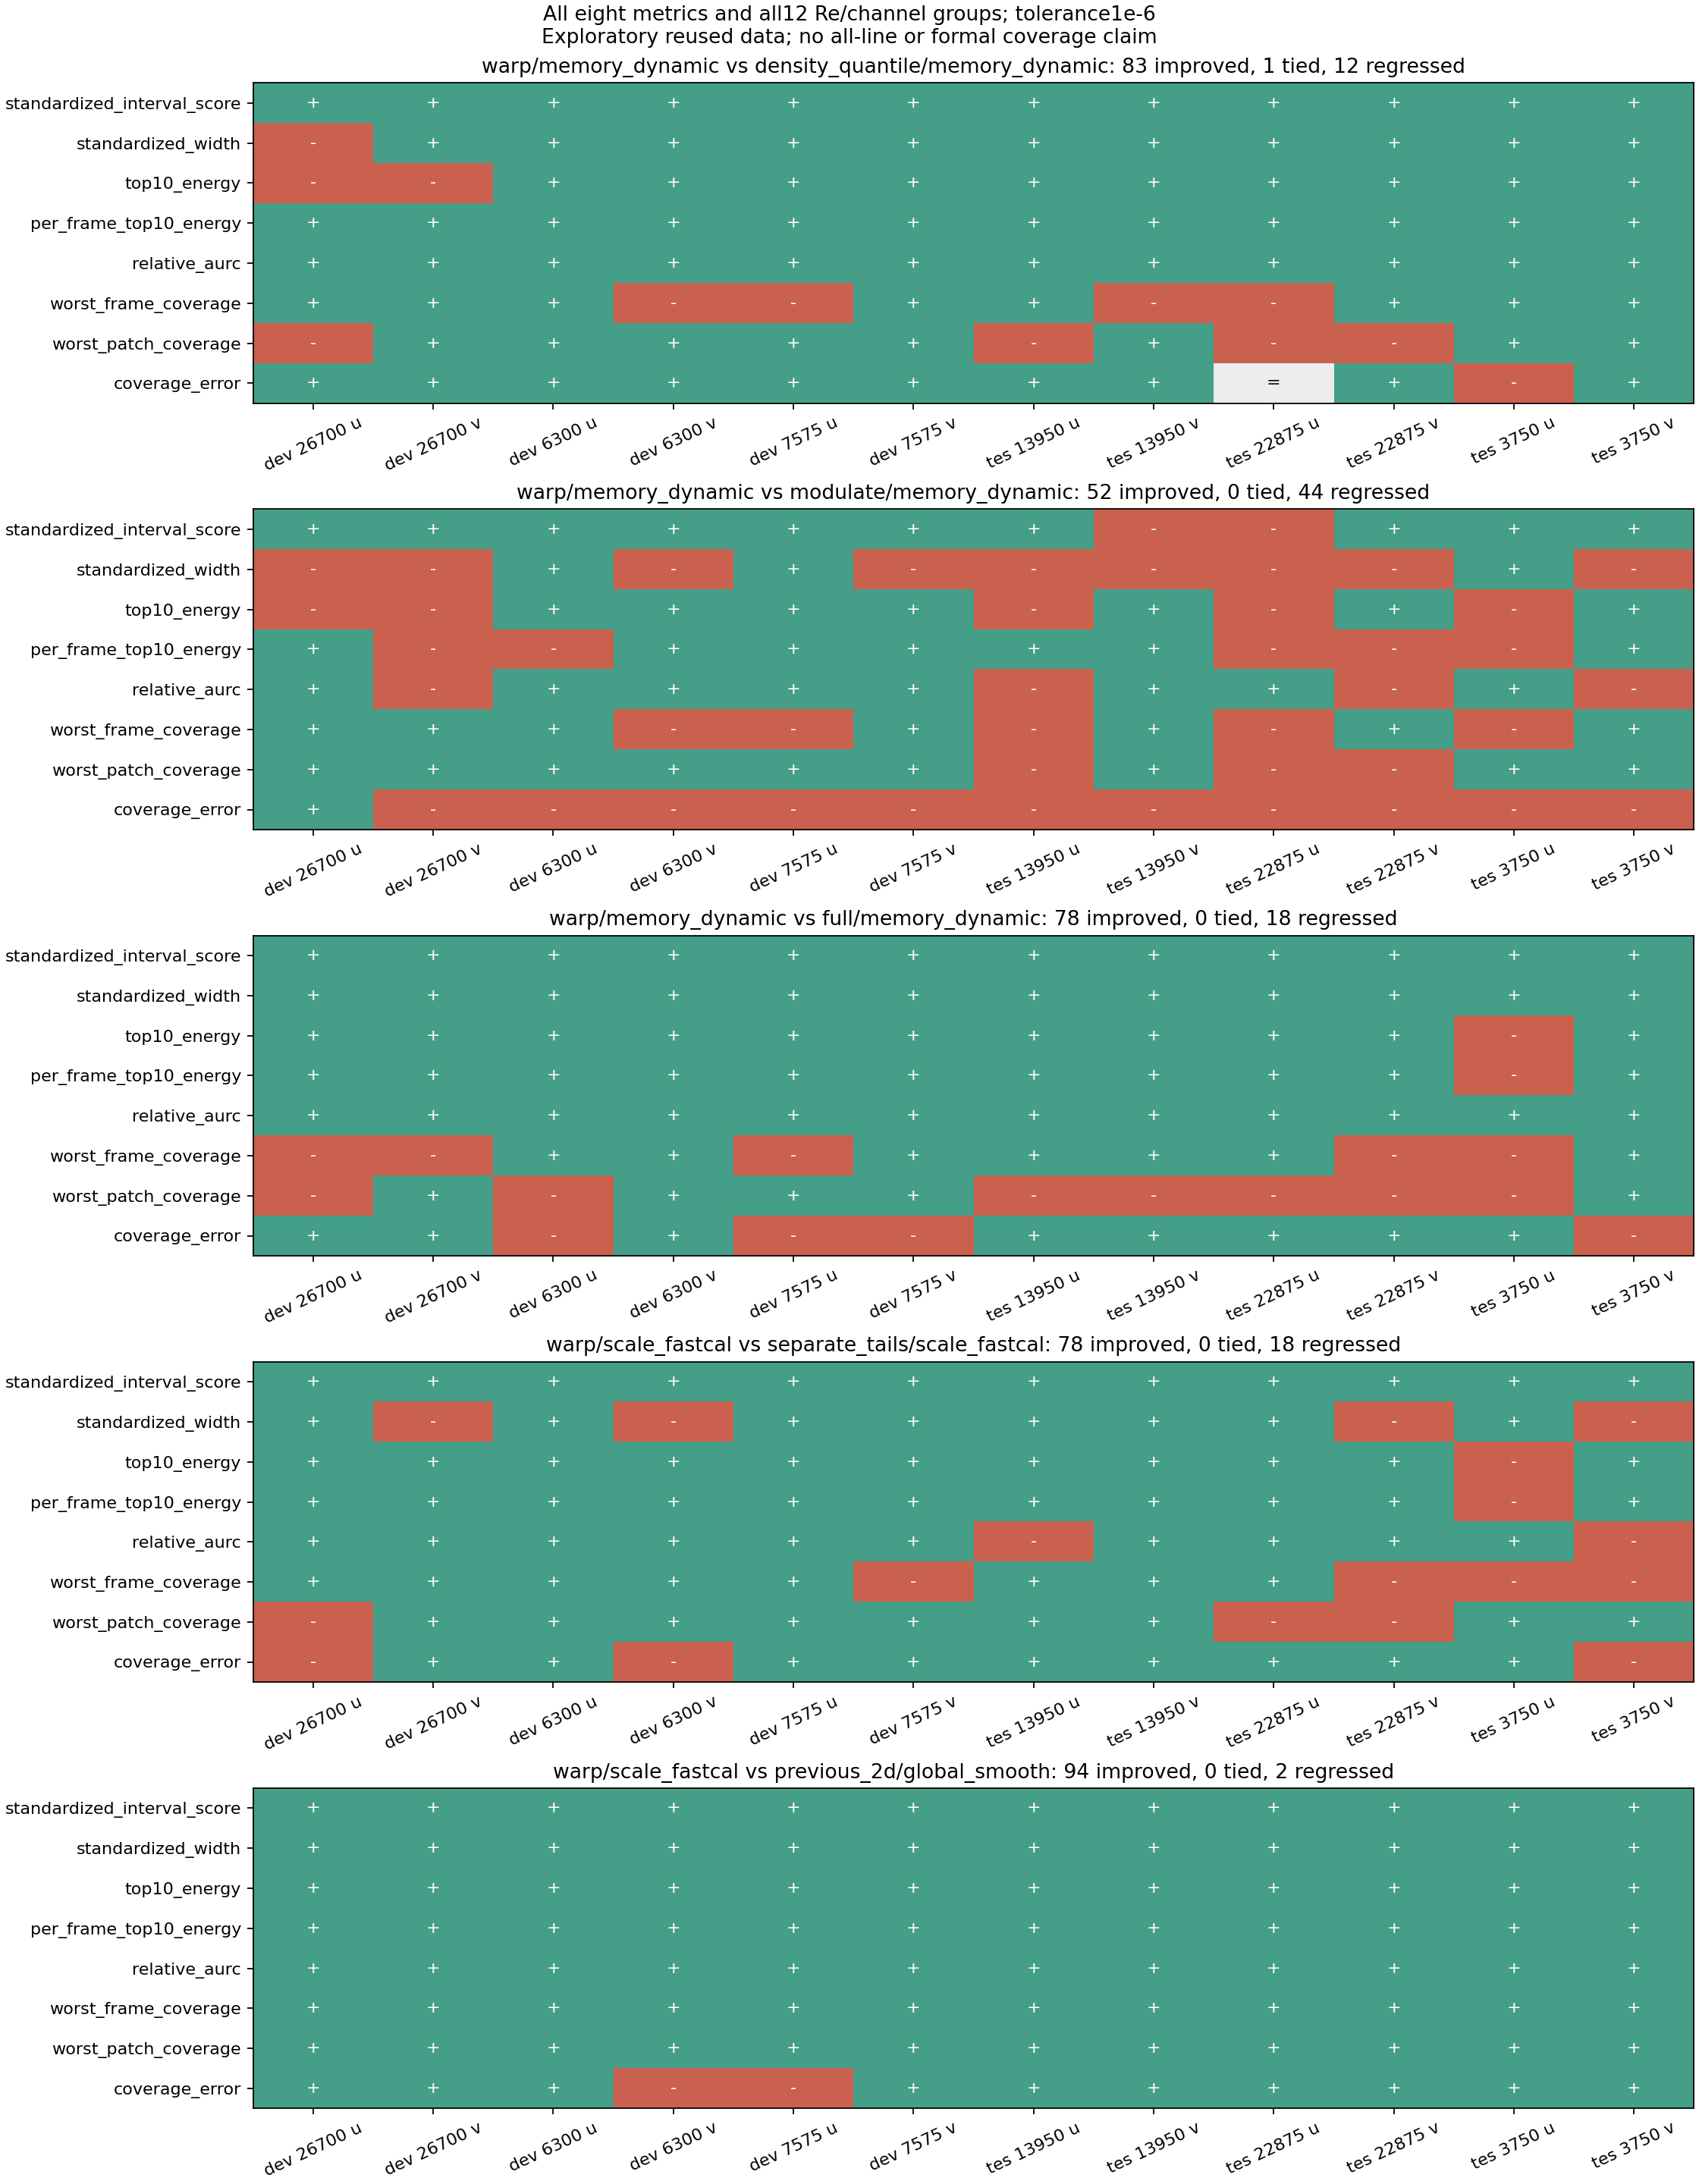 All eight metrics and all12 Re/channel groups; tolerance1e-6
Exploratory reused data; no all-line or formal coverage claim
warp/memory_dynamic vs density_quantile/memory_dynamic: 83 improved, 1 tied, 12 regressed
standardized_interval_score + + + + + + + + + + + +
standardized_width - + + + + + + + + + + +
top10_energy - - + + + + + + + + + +
per_frame_top10_energy + + + + + + + + + + + +
relative_aurc + + + + + + + + + + + +
worst_frame_coverage + + + - - + + - - + + +
worst_patch_coverage - + + + + + - + - - + +
coverage_error + + + + + + + + = + - +
dev 26700 u dev 26700 v dev 6300 u dev 6300 v dev 7575 u dev 7575 v tes 13950 u tes 13950 v tes 22875 u tes 22875 v tes 3750 u tes 3750 v
warp/memory_dynamic vs modulate/memory_dynamic: 52 improved, 0 tied, 44 regressed
standardized_interval_score + + + + + + + - - + + +
standardized_width - - + - + - - - - - + -
top10_energy - - + + + + - + - + - +
per_frame_top10_energy + - - + + + + + - - - +
relative_aurc + - + + + + - + + - + -
worst_frame_coverage + + + - - + - + - + - +
worst_patch_coverage + + + + + + - + - - + +
coverage_error + - - - - - - - - - - -
dev 26700 u dev 26700 v dev 6300 u dev 6300 v dev 7575 u dev 7575 v tes 13950 u tes 13950 v tes 22875 u tes 22875 v tes 3750 u tes 3750 v
warp/memory_dynamic vs full/memory_dynamic: 78 improved, 0 tied, 18 regressed
standardized_interval_score + + + + + + + + + + + +
standardized_width + + + + + + + + + + + +
top10_energy + + + + + + + + + + - +
per_frame_top10_energy + + + + + + + + + + - +
relative_aurc + + + + + + + + + + + +
worst_frame_coverage - - + + - + + + + - - +
worst_patch_coverage - + - + + + - - - - - +
coverage_error + + - + - - + + + + + -
dev 26700 u dev 26700 v dev 6300 u dev 6300 v dev 7575 u dev 7575 v tes 13950 u tes 13950 v tes 22875 u tes 22875 v tes 3750 u tes 3750 v
warp/scale_fastcal vs separate_tails/scale_fastcal: 78 improved, 0 tied, 18 regressed
standardized_interval_score + + + + + + + + + + + +
standardized_width + - + - + + + + + - + -
top10_energy + + + + + + + + + + - +
per_frame_top10_energy + + + + + + + + + + - +
relative_aurc + + + + + + - + + + + -
worst_frame_coverage + + + + + - + + + - - -
worst_patch_coverage - + + + + + + + - - + +
coverage_error - + + - + + + + + + + -
dev 26700 u dev 26700 v dev 6300 u dev 6300 v dev 7575 u dev 7575 v tes 13950 u tes 13950 v tes 22875 u tes 22875 v tes 3750 u tes 3750 v
warp/scale_fastcal vs previous_2d/global_smooth: 94 improved, 0 tied, 2 regressed
standardized_interval_score + + + + + + + + + + + +
standardized_width + + + + + + + + + + + +
top10_energy + + + + + + + + + + + +
per_frame_top10_energy + + + + + + + + + + + +
relative_aurc + + + + + + + + + + + +
worst_frame_coverage + + + + + + + + + + + +
worst_patch_coverage + + + + + + + + + + + +
coverage_error + + + - - + + + + + + +
dev 26700 u dev 26700 v dev 6300 u dev 6300 v dev 7575 u dev 7575 v tes 13950 u tes 13950 v tes 22875 u tes 22875 v tes 3750 u tes 3750 v